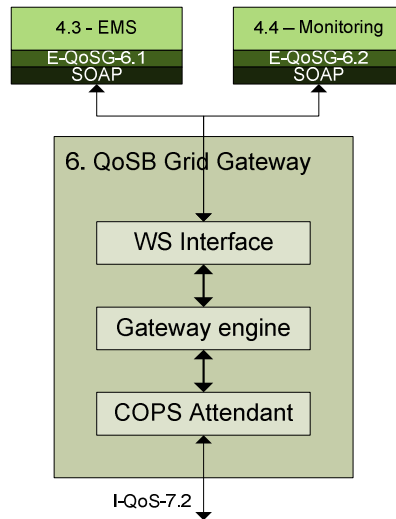 4.3 - EMS
E-QoSG-6.1
SOAP
4.4 – Monitoring
E-QoSG-6.2
SOAP
6. QoSB Grid Gateway
WS Interface
Gateway engine
COPS Attendant
I-QoS-7.2